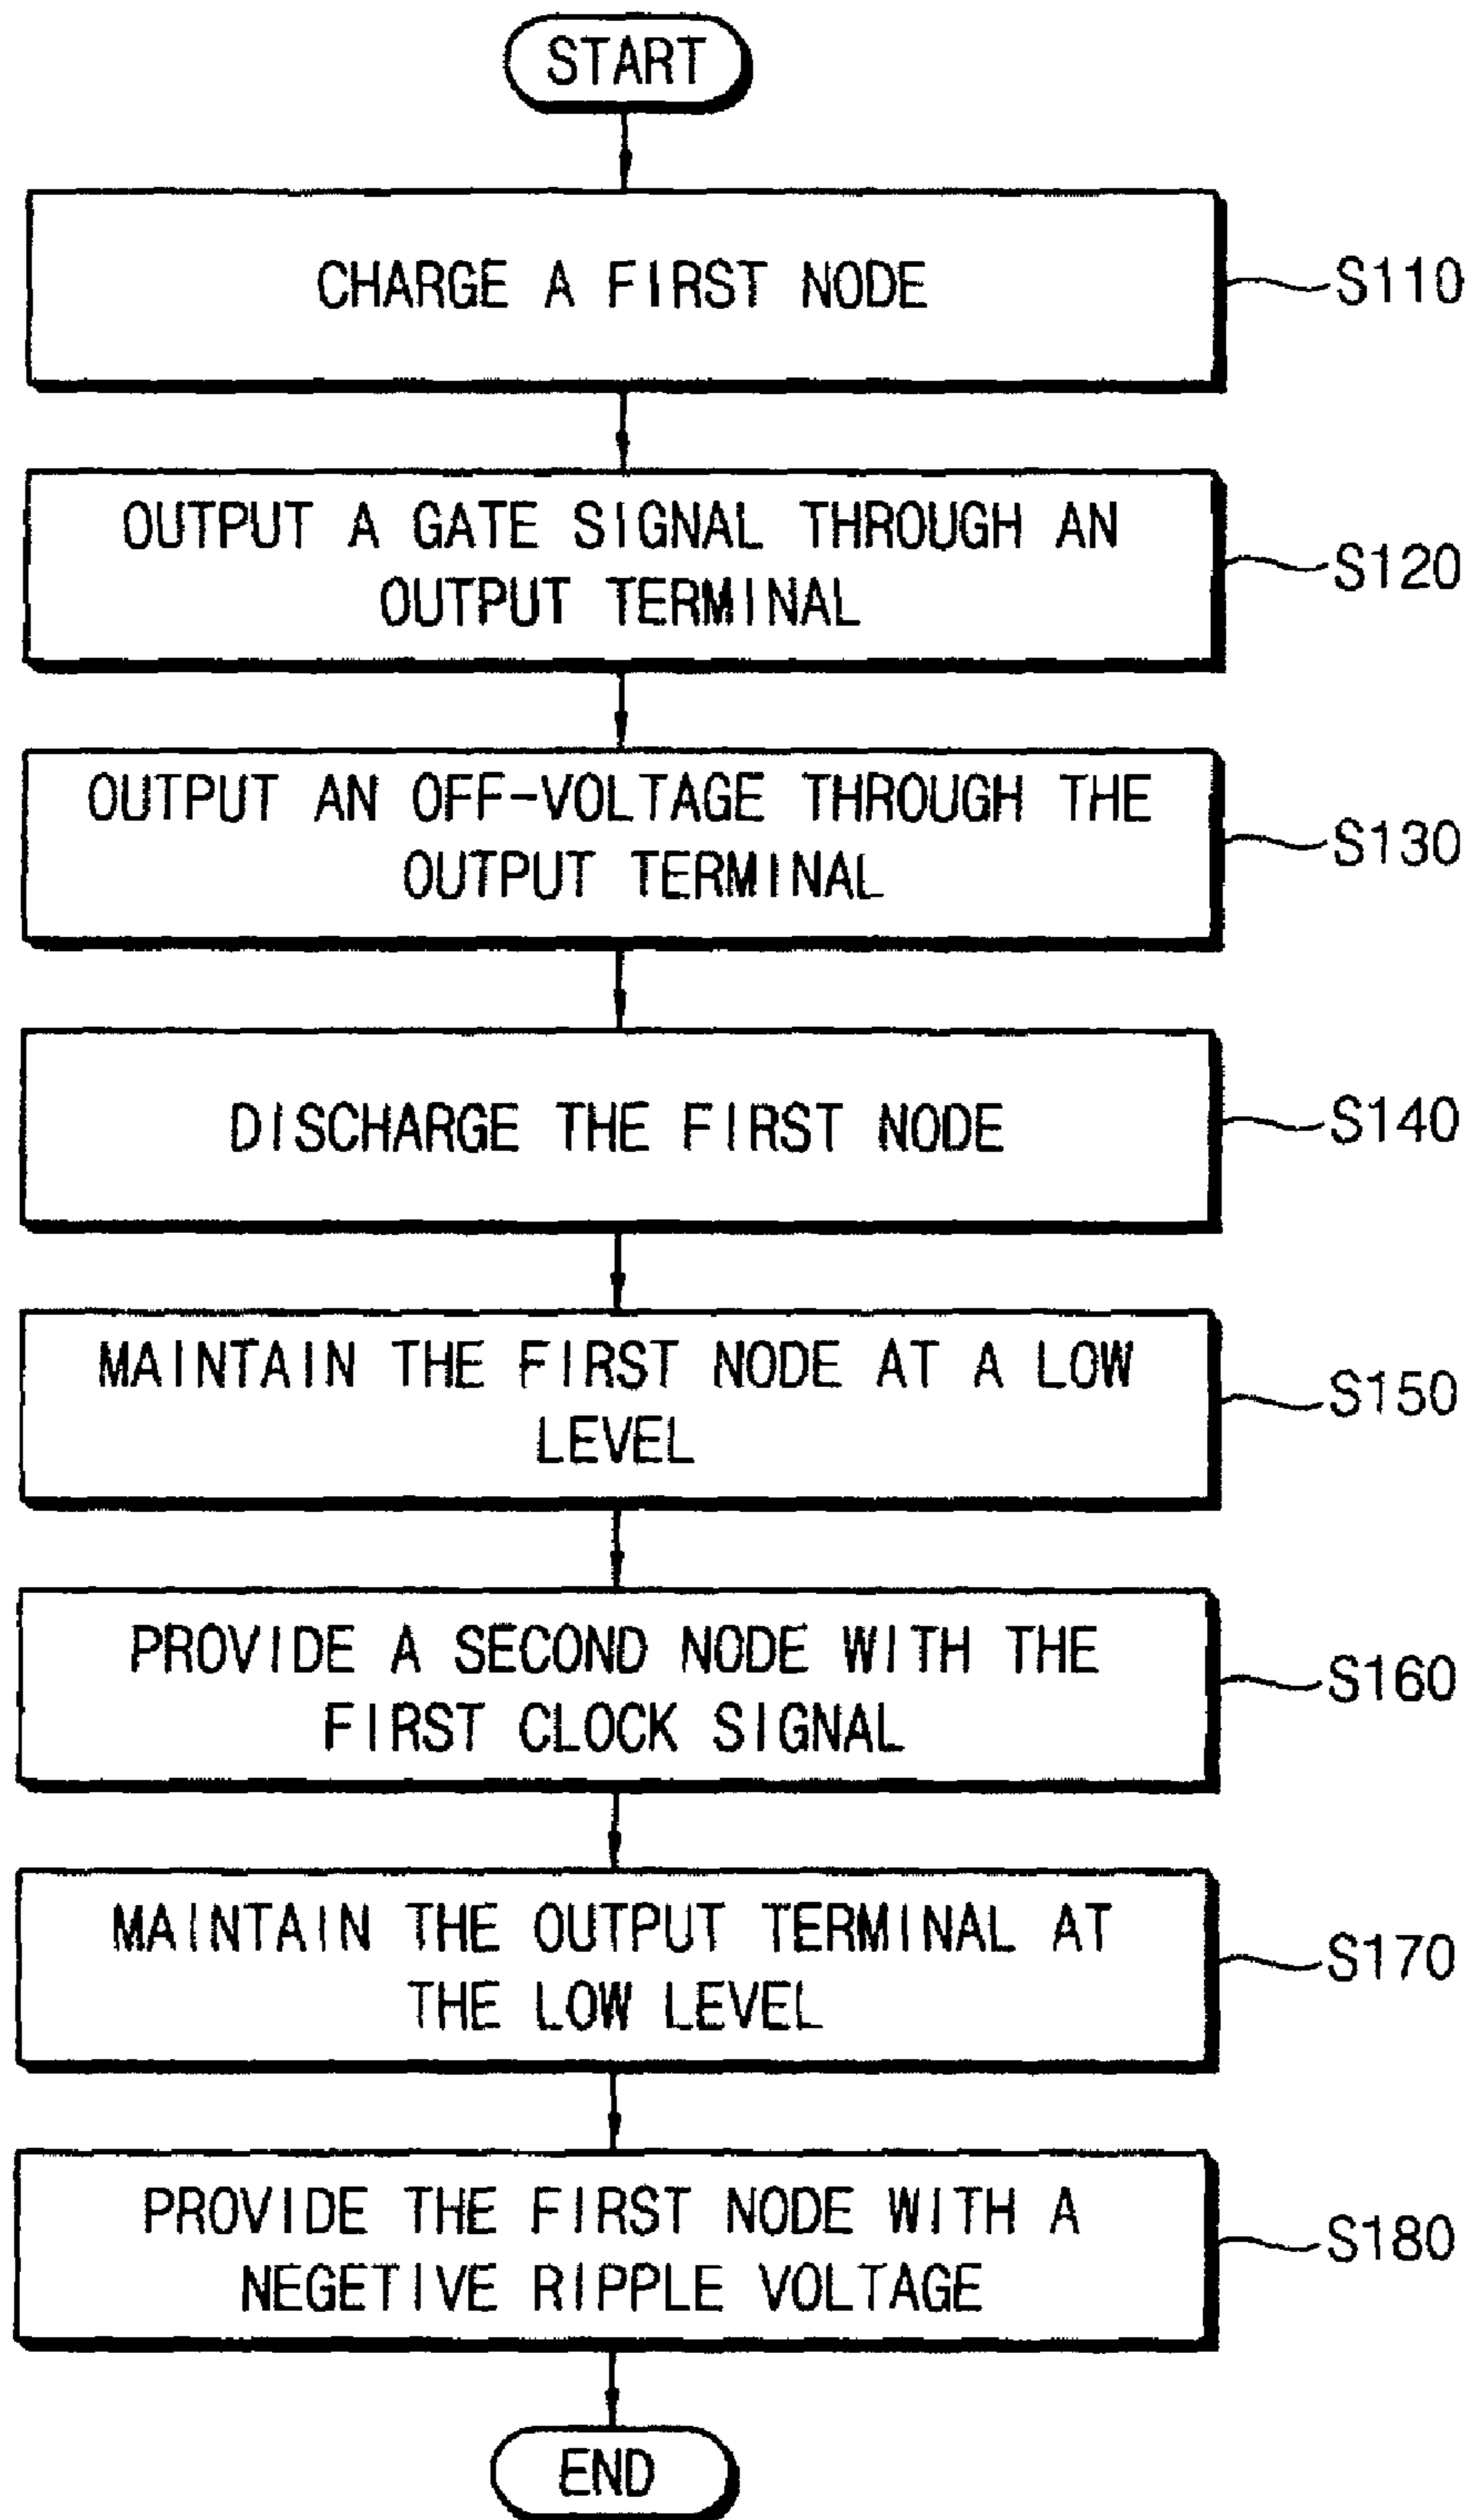 START
CHARGE A FIRST NODE
S110
OUTPUT A GATE SIGNAL THROUGH AN
OUTPUT TERMINAL
S120
OUTPUT AN OFF-VOLTAGE THROUGH THE
OUTPUT TERMINAL
S130
DISCHARGE THE FIRST NODE
S140
MAINTAIN THE FIRST NODE AT A LOW
LEVEL
S150
PROVIDE A SECOND NODE WITH THE
FIRST CLOCK SIGNAL
S160
MAINTAIN THE OUTPUT TERMINAL AT
THE LOW LEVEL
S170
PROVIDE THE FIRST NODE WITH A
NEGETIVE RIPPLE VOLTAGE
S180
END